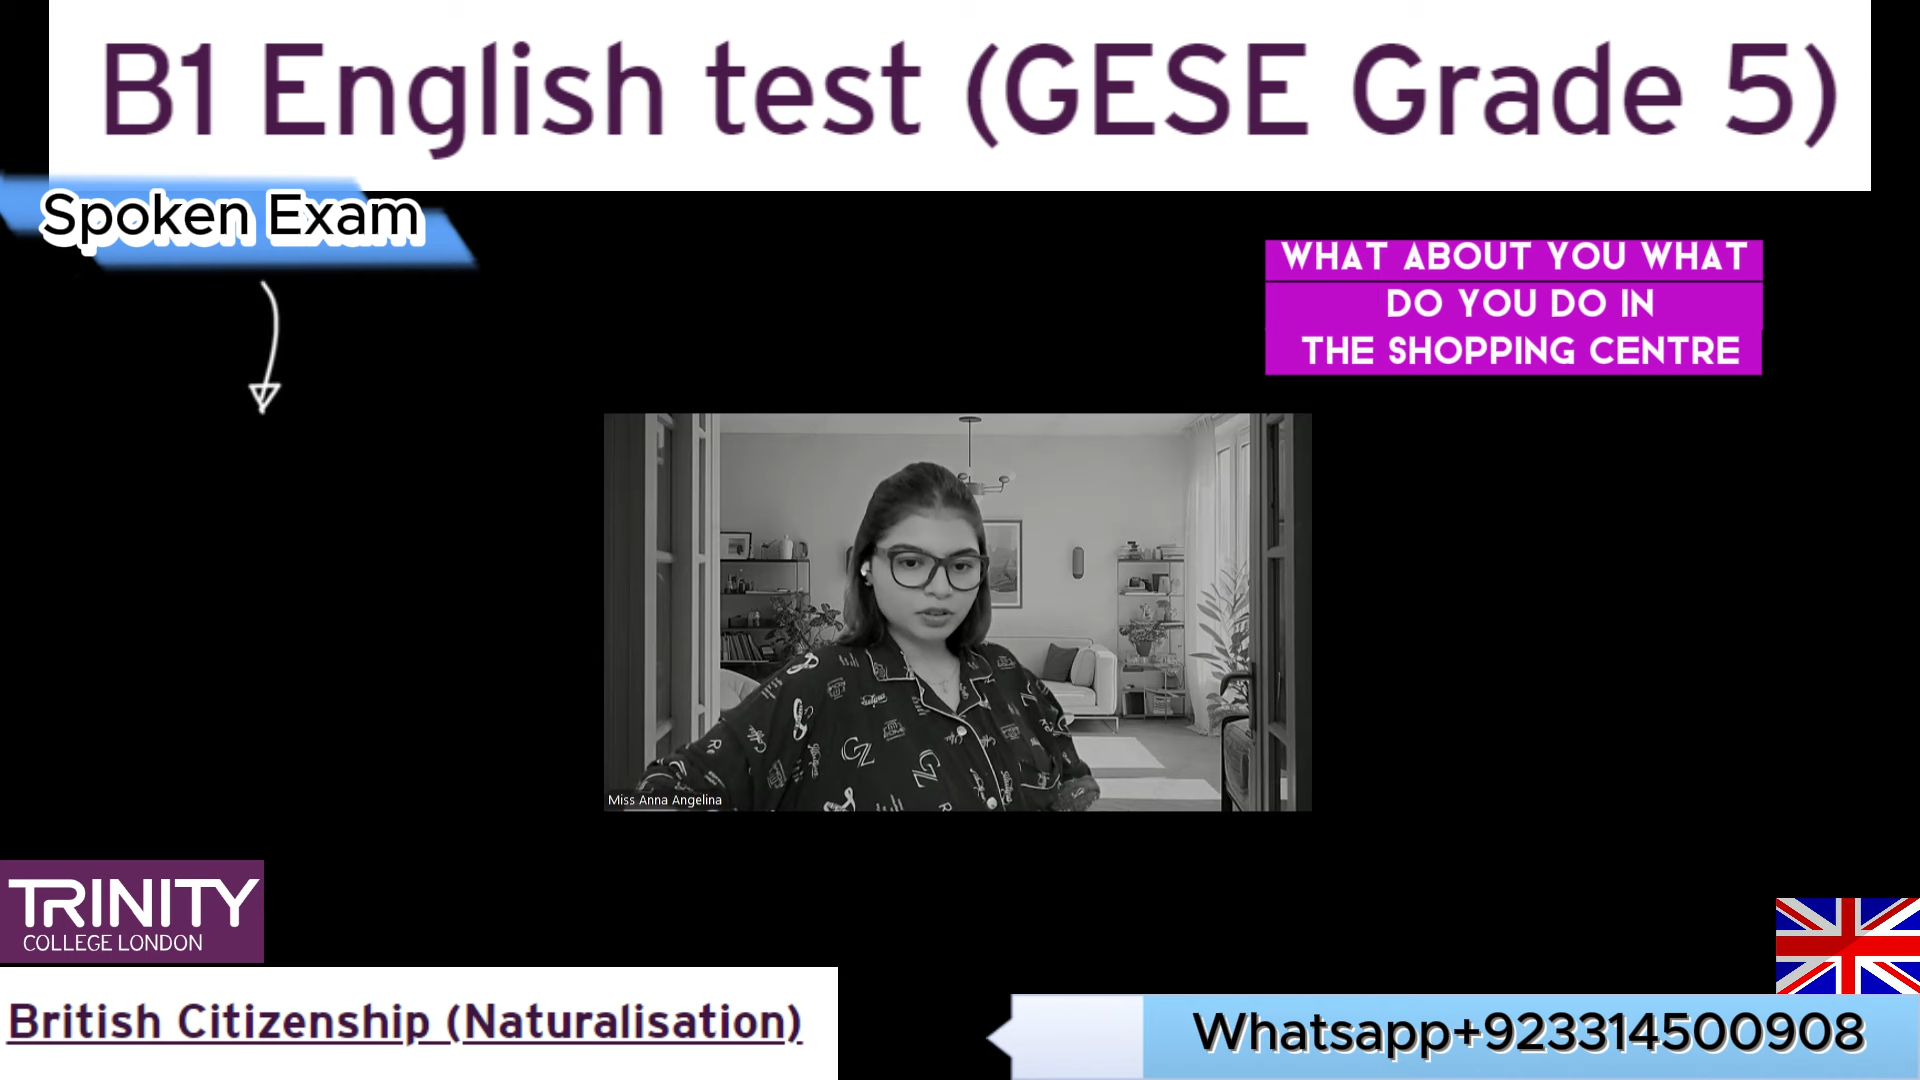 B1 English test (GESE Grade 5)
Spoken Exam
WHAT ABOUT YOU WHAT
DO YOU DO IN
THE SHOPPING CENTRE
Miss Anna Angelina
TRINITY
COLLEGE LONDON
British Citizenship (Naturalisation)
Whatsapp+923314500908